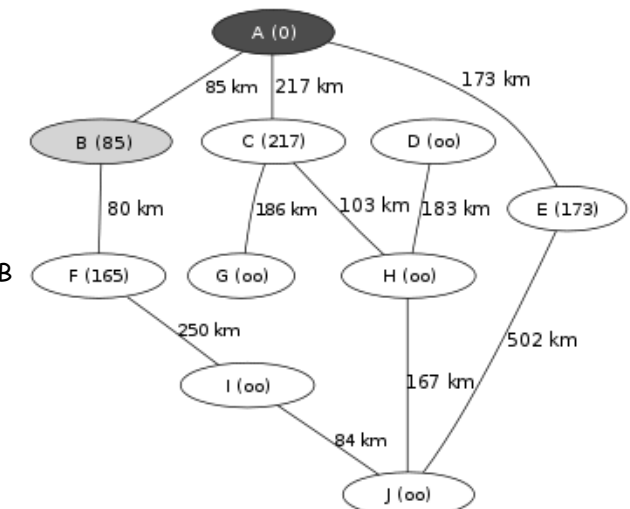 A (0)
85 km
217 km
173 km
B (85)
C (217)
D (oo)
80 km
186 km
103 km
183 km
E (173)
B
F (165)
G (oo)
H (oo)
250 km
502 km
I (oo)
167 km
84 km
J (oo)